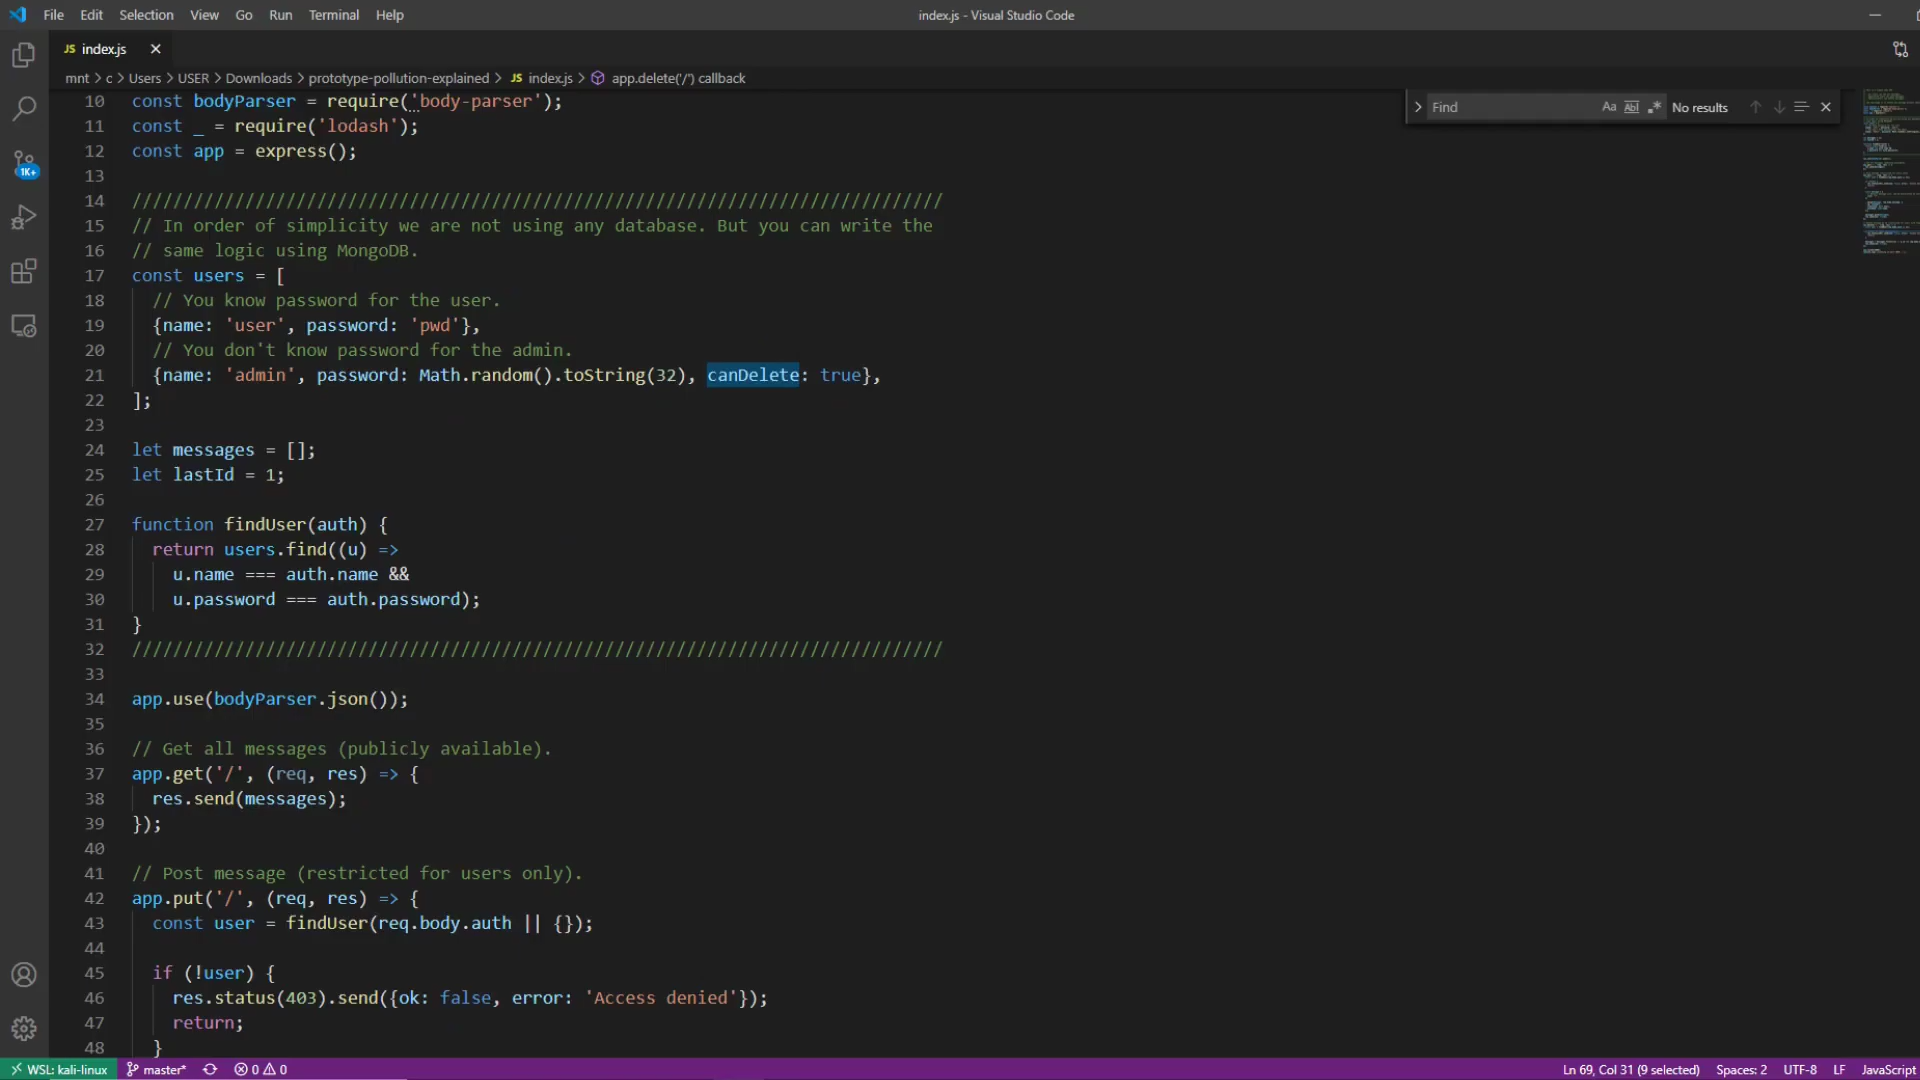 File Edit Selection View Go Run Terminal Help
index.js - Visual Studio Code
JS index.js
mnt > c > Users > USER > Downloads > prototype-pollution-explained > JS index.js > app.delete('/') callback
Find Aa Abl .* No results
1K+
10 const bodyParser = require('body-parser');
11 const _ = require('lodash');
12 const app = express();
13
14 ///////////////////////////////////////////////////////////////////////////////
15 // In order of simplicity we are not using any database. But you can write the
16 // same logic using MongoDB.
17 const users = [
18 // You know password for the user.
19 {name: 'user', password: 'pwd'},
20 // You don't know password for the admin.
21 {name: 'admin', password: Math.random().toString(32), canDelete: true},
22 ];
23
24 let messages = [];
25 let lastId = 1;
26
27 function findUser(auth) {
28 return users.find((u) =>
29 u.name === auth.name &&
30 u.password === auth.password);
31 }
32 ///////////////////////////////////////////////////////////////////////////////
33
34 app.use(bodyParser.json());
35
36 // Get all messages (publicly available).
37 app.get('/', (req, res) => {
38 res.send(messages);
39 });
40
41 // Post message (restricted for users only).
42 app.put('/', (req, res) => {
43 const user = findUser(req.body.auth || {});
44
45 if (!user) {
46 res.status(403).send({ok: false, error: 'Access denied'});
47 return;
48 }
WSL: kali-linux master* 0 0 Ln 69, Col 31 (9 selected) Spaces: 2 UTF-8 LF JavaScript